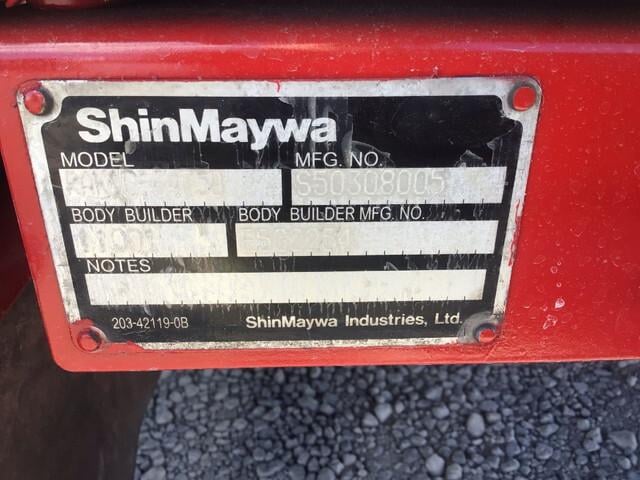 ShinMaywa
MODEL MFG. NO.
S50308005
BODY BUILDER BODY BUILDER MFG. NO.
NOTES
203-42119-0B ShinMaywa Industries, Ltd.